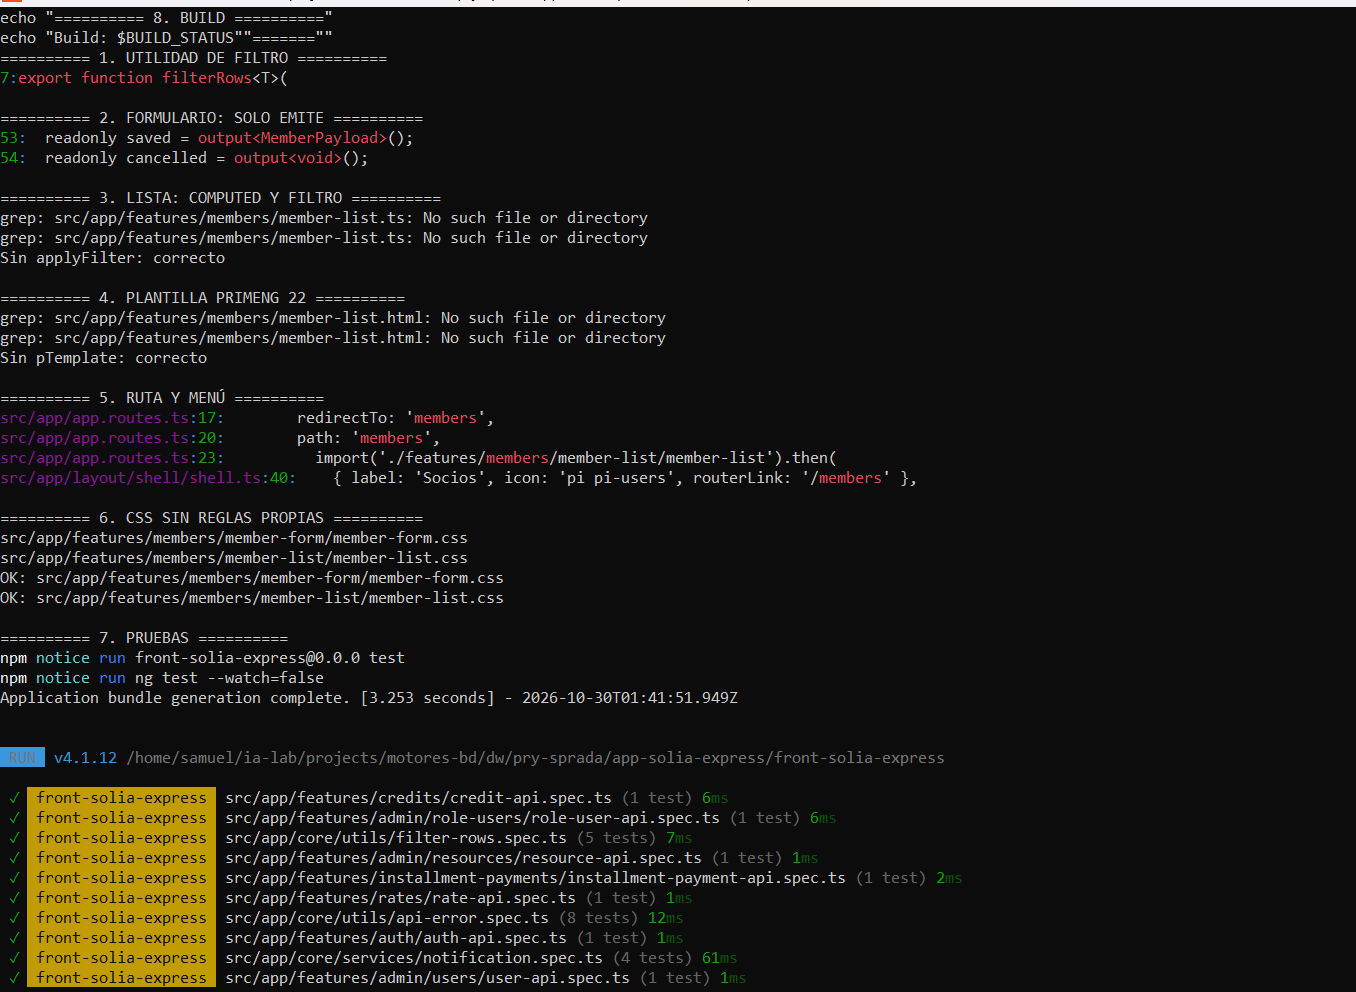 echo "========== 8. BUILD =========="
echo "Build: $BUILD_STATUS""=======""
========== 1. UTILIDAD DE FILTRO ==========
7:export function filterRows<T>(
========== 2. FORMULARIO: SOLO EMITE ==========
53:  readonly saved = output<MemberPayload>();
54:  readonly cancelled = output<void>();
========== 3. LISTA: COMPUTED Y FILTRO ==========
grep: src/app/features/members/member-list.ts: No such file or directory
grep: src/app/features/members/member-list.ts: No such file or directory
Sin applyFilter: correcto
========== 4. PLANTILLA PRIMENG 22 ==========
grep: src/app/features/members/member-list.html: No such file or directory
grep: src/app/features/members/member-list.html: No such file or directory
Sin pTemplate: correcto
========== 5. RUTA Y MENÚ ==========
src/app/app.routes.ts:17:        redirectTo: 'members',
src/app/app.routes.ts:20:        path: 'members',
src/app/app.routes.ts:23:          import('./features/members/member-list/member-list').then(
src/app/layout/shell/shell.ts:40:    { label: 'Socios', icon: 'pi pi-users', routerLink: '/members' },
========== 6. CSS SIN REGLAS PROPIAS ==========
src/app/features/members/member-form/member-form.css
src/app/features/members/member-list/member-list.css
OK: src/app/features/members/member-form/member-form.css
OK: src/app/features/members/member-list/member-list.css
========== 7. PRUEBAS ==========
npm notice run front-solia-express@0.0.0 test
npm notice run ng test --watch=false
Application bundle generation complete. [3.253 seconds] - 2026-10-30T01:41:51.949Z
RUN  v4.1.12 /home/samuel/ia-lab/projects/motores-bd/dw/pry-sprada/app-solia-express/front-solia-express
✓ front-solia-express src/app/features/credits/credit-api.spec.ts (1 test) 6ms
✓ front-solia-express src/app/features/admin/role-users/role-user-api.spec.ts (1 test) 6ms
✓ front-solia-express src/app/core/utils/filter-rows.spec.ts (5 tests) 7ms
✓ front-solia-express src/app/features/admin/resources/resource-api.spec.ts (1 test) 1ms
✓ front-solia-express src/app/features/installment-payments/installment-payment-api.spec.ts (1 test) 2ms
✓ front-solia-express src/app/features/rates/rate-api.spec.ts (1 test) 1ms
✓ front-solia-express src/app/core/utils/api-error.spec.ts (8 tests) 12ms
✓ front-solia-express src/app/features/auth/auth-api.spec.ts (1 test) 1ms
✓ front-solia-express src/app/core/services/notification.spec.ts (4 tests) 61ms
✓ front-solia-express src/app/features/admin/users/user-api.spec.ts (1 test) 1ms